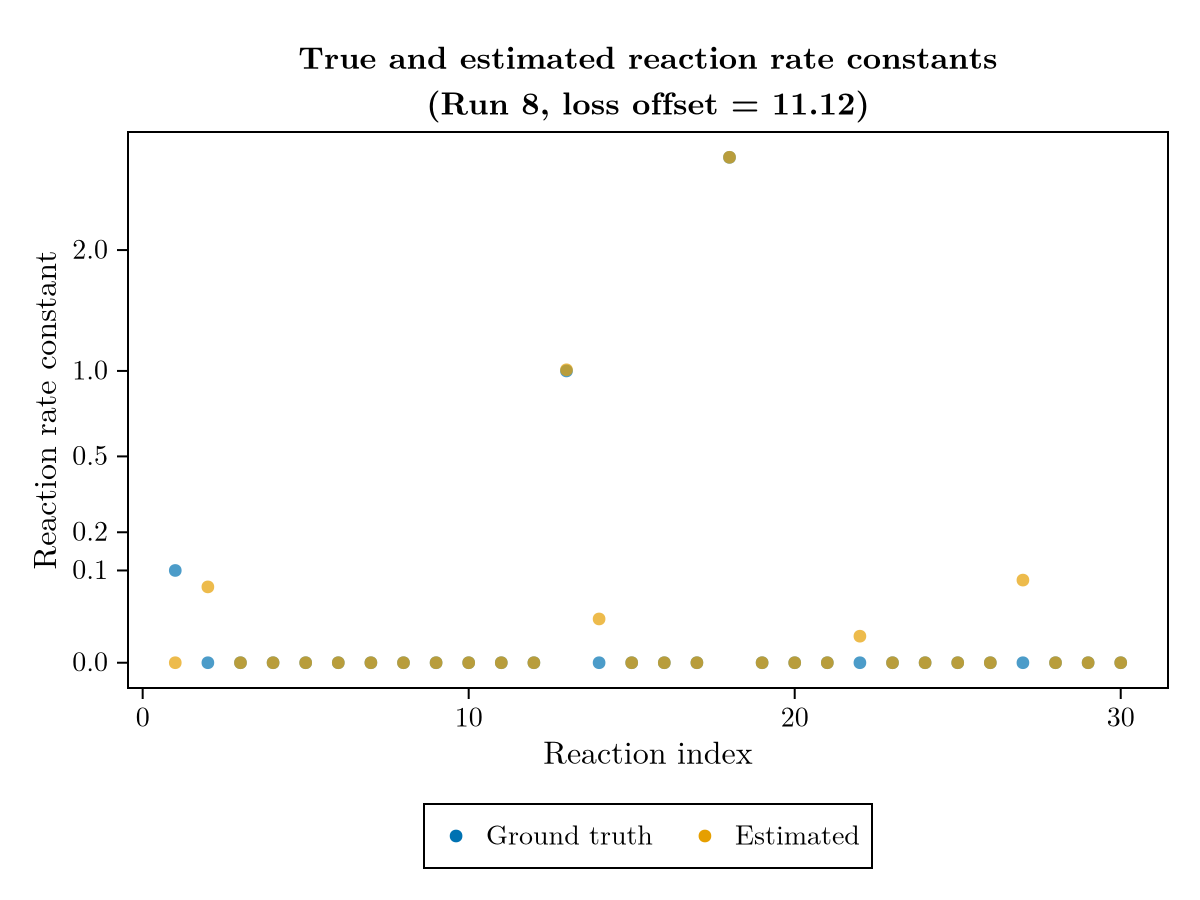 True and estimated reaction rate constants
(Run 8, loss offset = 11.12)
Reaction rate constant
2.0
1.0
0.5
0.2
0.1
0.0
0 10 20 30
Reaction index
Ground truth Estimated